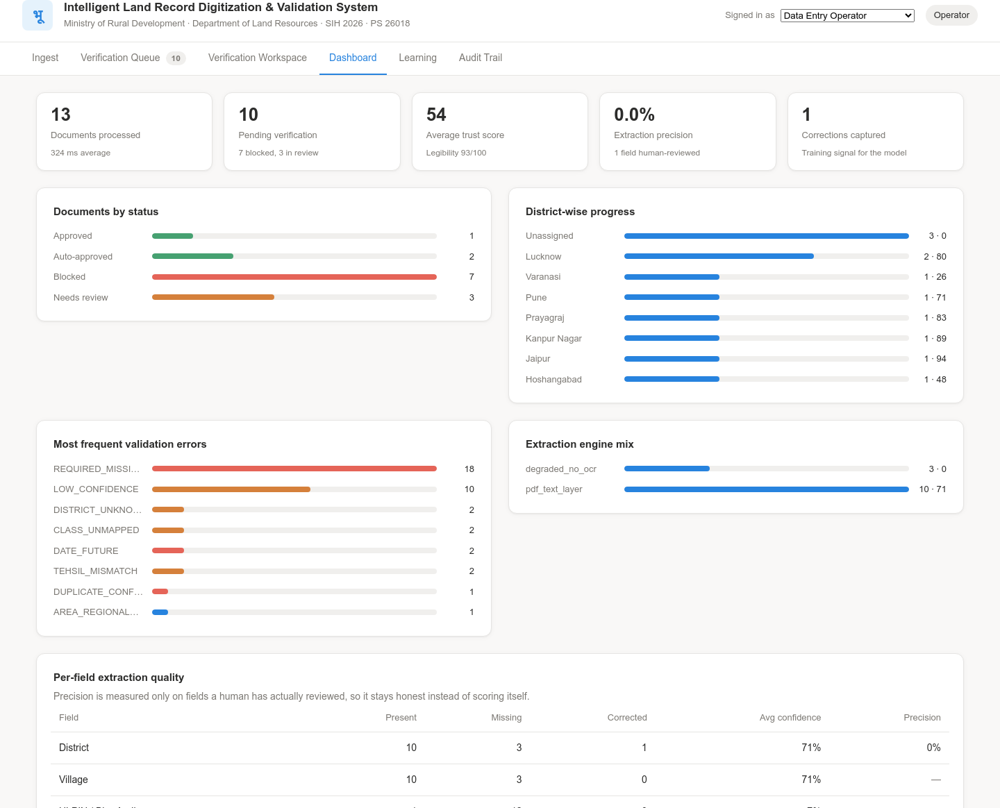 भू
Intelligent Land Record Digitization & Validation System
Ministry of Rural Development · Department of Land Resources · SIH 2026 · PS 26018
Signed in as Data Entry Operator Operator
Ingest Verification Queue 10 Verification Workspace Dashboard Learning Audit Trail
13
Documents processed
324 ms average
10
Pending verification
7 blocked, 3 in review
54
Average trust score
Legibility 93/100
0.0%
Extraction precision
1 field human-reviewed
1
Corrections captured
Training signal for the model
Documents by status
Approved 1
Auto-approved 2
Blocked 7
Needs review 3
District-wise progress
Unassigned 3 · 0
Lucknow 2 · 80
Varanasi 1 · 26
Pune 1 · 71
Prayagraj 1 · 83
Kanpur Nagar 1 · 89
Jaipur 1 · 94
Hoshangabad 1 · 48
Most frequent validation errors
REQUIRED_MISSI... 18
LOW_CONFIDENCE 10
DISTRICT_UNKNO... 2
CLASS_UNMAPPED 2
DATE_FUTURE 2
TEHSIL_MISMATCH 2
DUPLICATE_CONF... 1
AREA_REGIONAL... 1
Extraction engine mix
degraded_no_ocr 3 · 0
pdf_text_layer 10 · 71
Per-field extraction quality
Precision is measured only on fields a human has actually reviewed, so it stays honest instead of scoring itself.
Field Present Missing Corrected Avg confidence Precision
District 10 3 1 71% 0%
Village 10 3 0 71% —